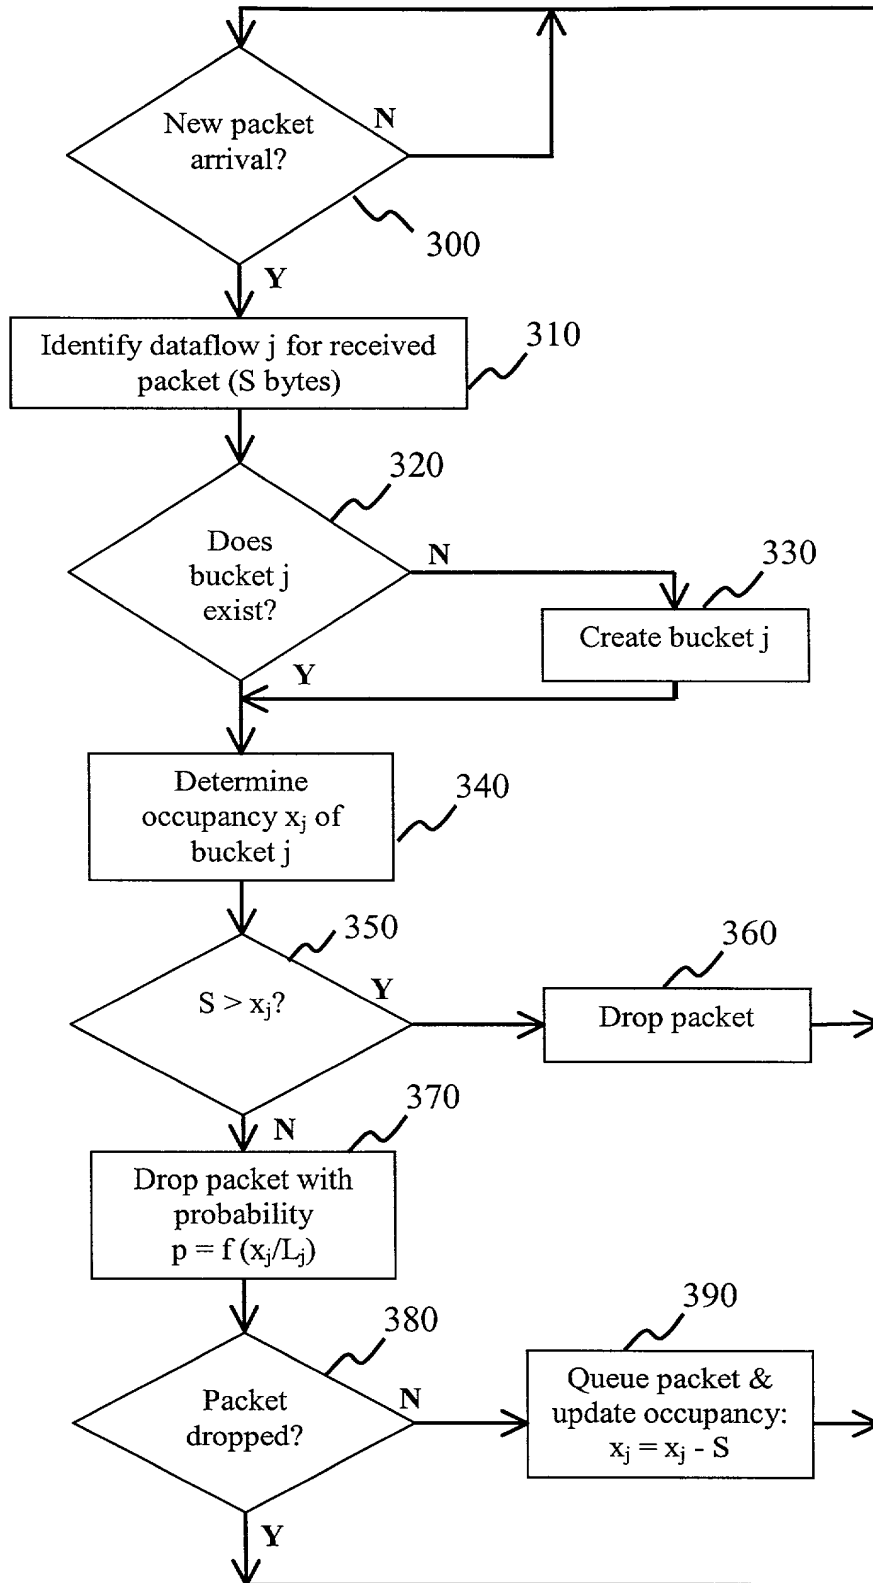 New packet
arrival?
N
300
Y
Identify dataflow j for received
packet (S bytes)
310
320
Does
bucket j
exist?
N
330
Create bucket j
Y
Determine
occupancy xj of
bucket j
340
350
S > xj?
Y
360
Drop packet
N
370
Drop packet with
probability
p = f (xj/Lj)
380
Packet
dropped?
N
390
Queue packet &
update occupancy:
xj = xj - S
Y